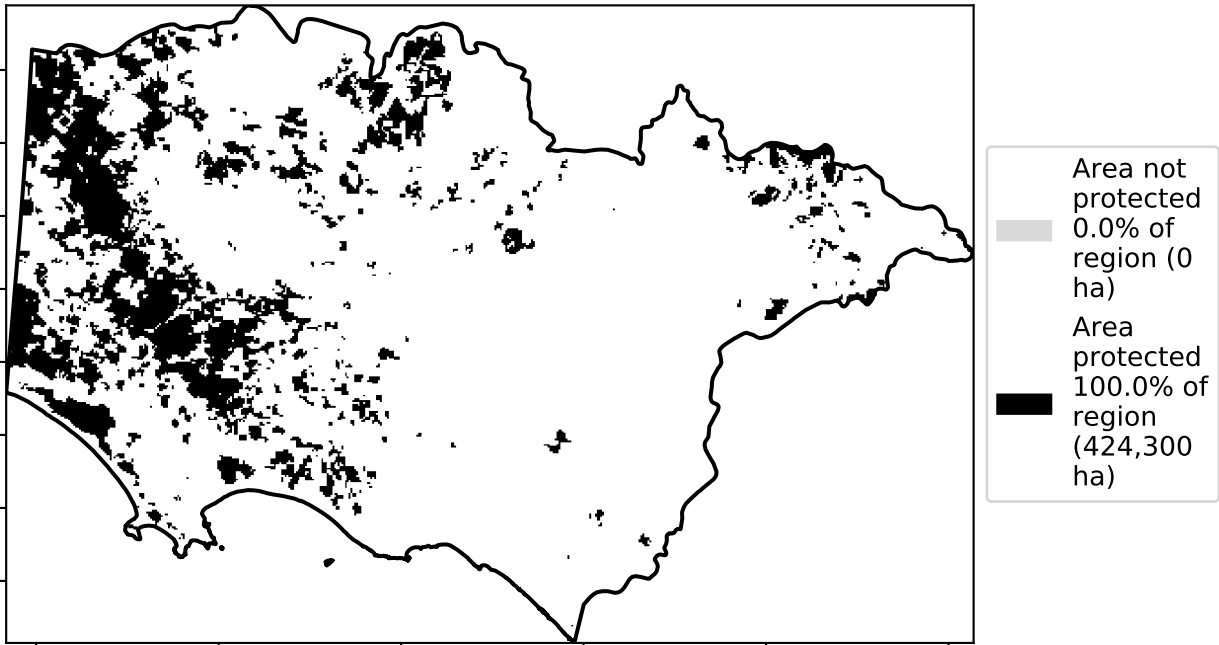 Area not
protected
0.0% of
region (0
ha)
Area
protected
100.0% of
region
(424,300
ha)